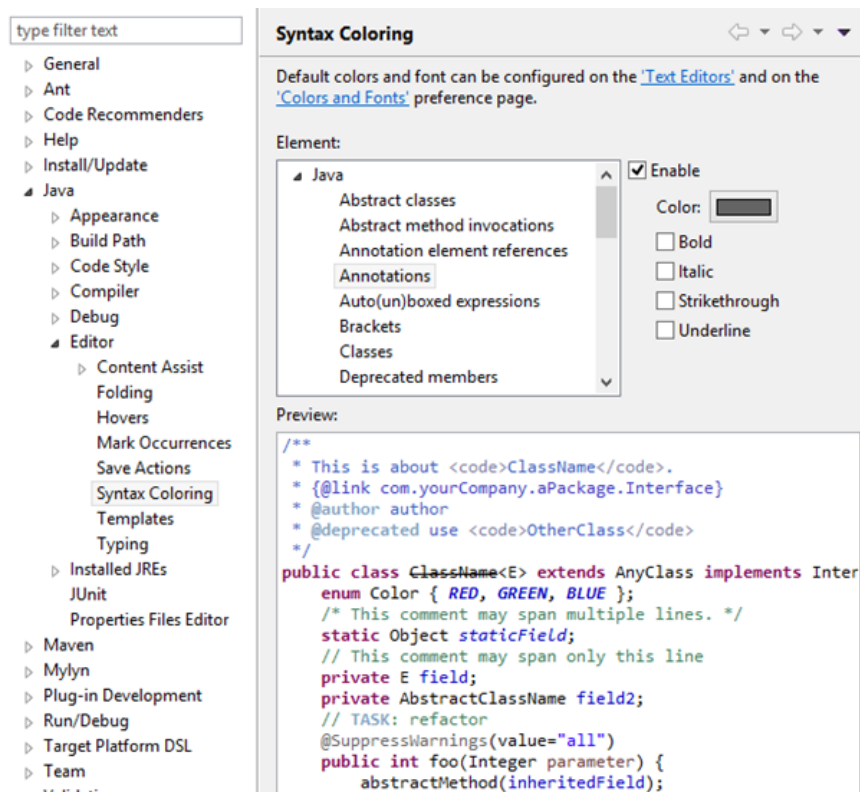 type filter text
General
Ant
Code Recommenders
Help
Install/Update
Java
Appearance
Build Path
Code Style
Compiler
Debug
Editor
Content Assist
Folding
Hovers
Mark Occurrences
Save Actions
Syntax Coloring
Templates
Typing
Installed JREs
JUnit
Properties Files Editor
Maven
Mylyn
Plug-in Development
Run/Debug
Target Platform DSL
Team
Syntax Coloring
Default colors and font can be configured on the 'Text Editors' and on the
'Colors and Fonts' preference page.
Element:
Java
Abstract classes
Abstract method invocations
Annotation element references
Annotations
Auto(un)boxed expressions
Brackets
Classes
Deprecated members
Enable
Color:
Bold
Italic
Strikethrough
Underline
Preview:
/**
 * This is about <code>ClassName</code>.
 * {@link com.yourCompany.aPackage.Interface}
 * @author author
 * @deprecated use <code>OtherClass</code>
 */
public class ClassName<E> extends AnyClass implements Inter
    enum Color { RED, GREEN, BLUE };
    /* This comment may span multiple lines. */
    static Object staticField;
    // This comment may span only this line
    private E field;
    private AbstractClassName field2;
    // TASK: refactor
    @SuppressWarnings(value="all")
    public int foo(Integer parameter) {
        abstractMethod(inheritedField);